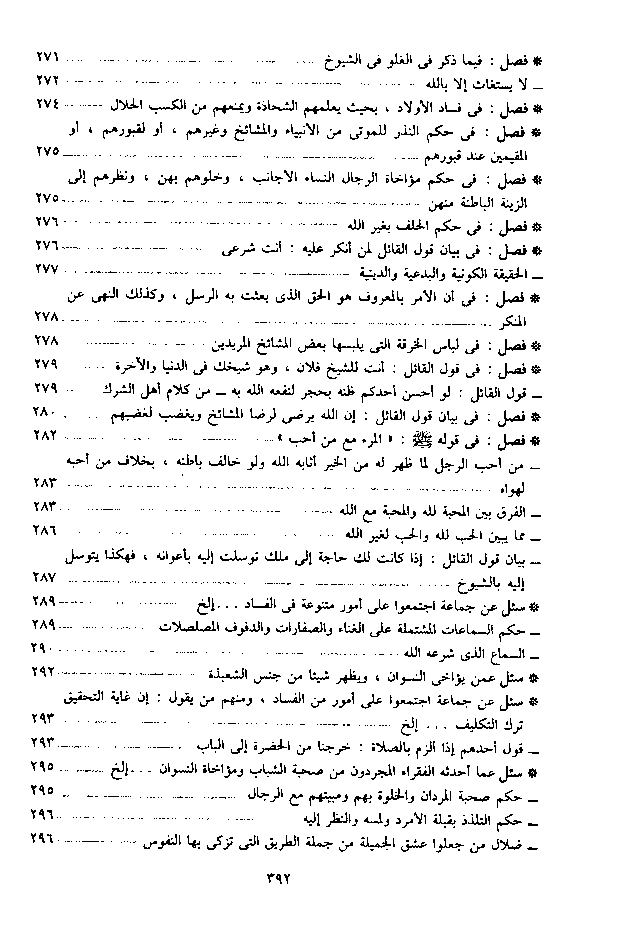 * فصل : فيما ذكر فى الغلو فى الشيوخ ........ ٢٧١
ــ لا يستغاث إلا بالله ........ ٢٧٢
* فصل : فى فساد الأولاد ، بحيث يعلمهم الشحاذة ويمنعهم من الكسب الحلال ........ ٢٧٤
* فصل : فى حكم النذر للموتى من الأنبياء والمشائخ وغيرهم ، أو لقبورهم ، أو
المقيمين عند قبورهم ........ ٢٧٥
* فصل : فى حكم مؤاخاة الرجال النساء الأجانب ، وخلوهم بهن ، ونظرهم إلى
الزينة الباطنة منهن ........ ٢٧٥
* فصل : فى حكم الحلف بغير الله ........ ٢٧٦
* فصل : فى بيان قول القائل لمن أنكر عليه : أنت شرعى ........ ٢٧٦
ــ الحقيقة الكونية والبدعية والدينية ........ ٢٧٧
* فصل : فى أن الأمر بالمعروف هو الحق الذى بعثت به الرسل ، وكذلك النهى عن
المنكر ........ ٢٧٨
* فصل : فى لباس الخرقة التى يلبسها بعض المشائخ المريدين ........ ٢٧٨
* فصل : فى قول القائل : أنت للشيخ فلان ، وهو شيخك فى الدنيا والآخرة ........ ٢٧٩
ــ قول القائل : لو أحسن أحدكم ظنه بحجر لنفعه الله به ــ من كلام أهل الشرك ........ ٢٧٩
* فصل : فى بيان قول القائل : إن الله يرضى لرضا المشائخ ويغضب لغضبهم ........ ٢٨٠
* فصل : فى قوله ﷺ : « المرء مع من أحب » ........ ٢٨٢
ــ من أحب الرجل لما ظهر له من الخير أثابه الله ولو خالف باطنه ، بخلاف من أحبه
لهواه ........ ٢٨٣
ــ الفرق بين المحبة لله والمحبة مع الله ........ ٢٨٣
ــ مما يبين الحب لله والحب لغير الله ........ ٢٨٦
ــ بيان قول القائل : إذا كانت لك حاجة إلى ملك توسلت إليه بأعوانه ، فهكذا يتوسل
إليه بالشيوخ ........ ٢٨٧
* سئل عن جماعة اجتمعوا على أمور متنوعة فى الفساد ... إلخ ........ ٢٨٩
ــ حكم السماعات المشتملة على الغناء والصفارات والدفوف المصلصلات ........ ٢٨٩
ــ السماع الذى شرعه الله ........ ٢٩٠
* سئل عمن يؤاخى النسوان ، ويظهر شيئا من جنس الشعبذة ........ ٢٩٢
* سئل عن جماعة اجتمعوا على أمور من الفساد ، ومنهم من يقول : إن غاية التحقيق
ترك التكليف ... إلخ ........ ٢٩٣
ــ قول أحدهم إذا ألزم بالصلاة : خرجنا من الحضرة إلى الباب ........ ٢٩٣
* سئل عما أحدثه الفقراء المجردون من صحبة الشباب ومؤاخاة النسوان ... إلخ ........ ٢٩٥
ــ حكم صحبة المردان والخلوة بهم ومبيتهم مع الرجال ........ ٢٩٥
ــ حكم التلذذ بقبلة الأمرد ولمسه والنظر إليه ........ ٢٩٦
ــ ضلال من جعلوا عشق الجميلة من جملة الطريق التى تزكى بها النفوس ........ ٢٩٦
٣٩٢